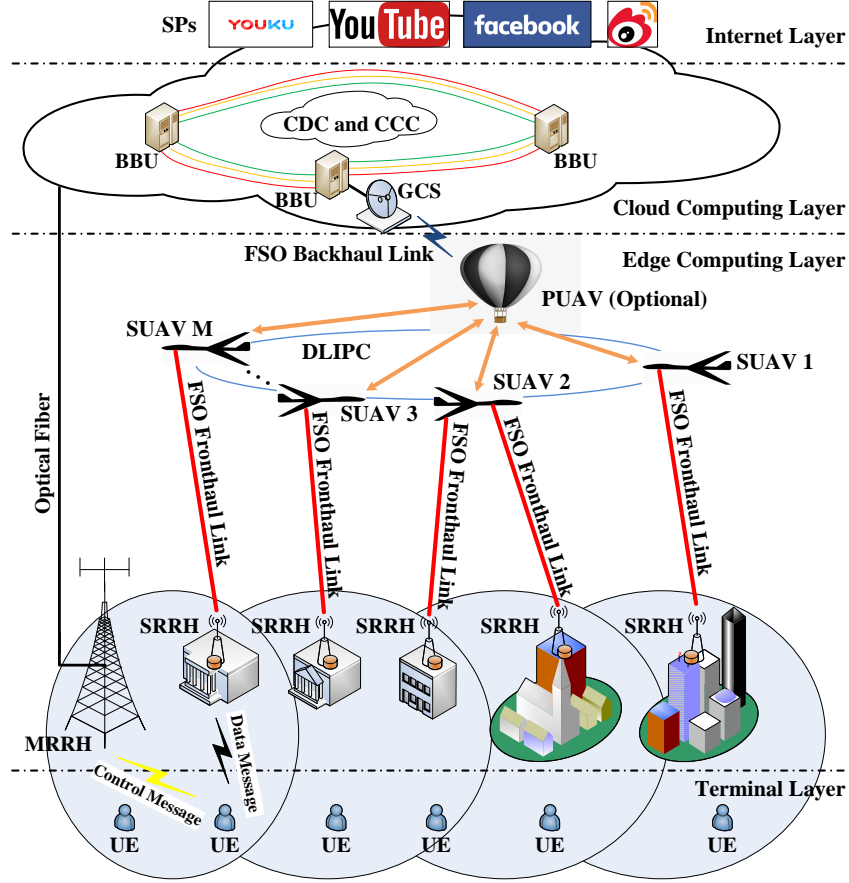 SPs
YOUKU
YouTube
facebook
Internet Layer
CDC and CCC
BBU
BBU
BBU
GCS
Cloud Computing Layer
FSO Backhaul Link
Edge Computing Layer
PUAV (Optional)
SUAV M
DLIPC
SUAV 1
SUAV 2
SUAV 3
FSO Fronthaul Link
FSO Fronthaul Link
FSO Fronthaul Link
FSO Fronthaul Link
FSO Fronthaul Link
Optical Fiber
SRRH
SRRH
SRRH
SRRH
SRRH
MRRH
Data Message
Control Message
Terminal Layer
UE
UE
UE
UE
UE
UE